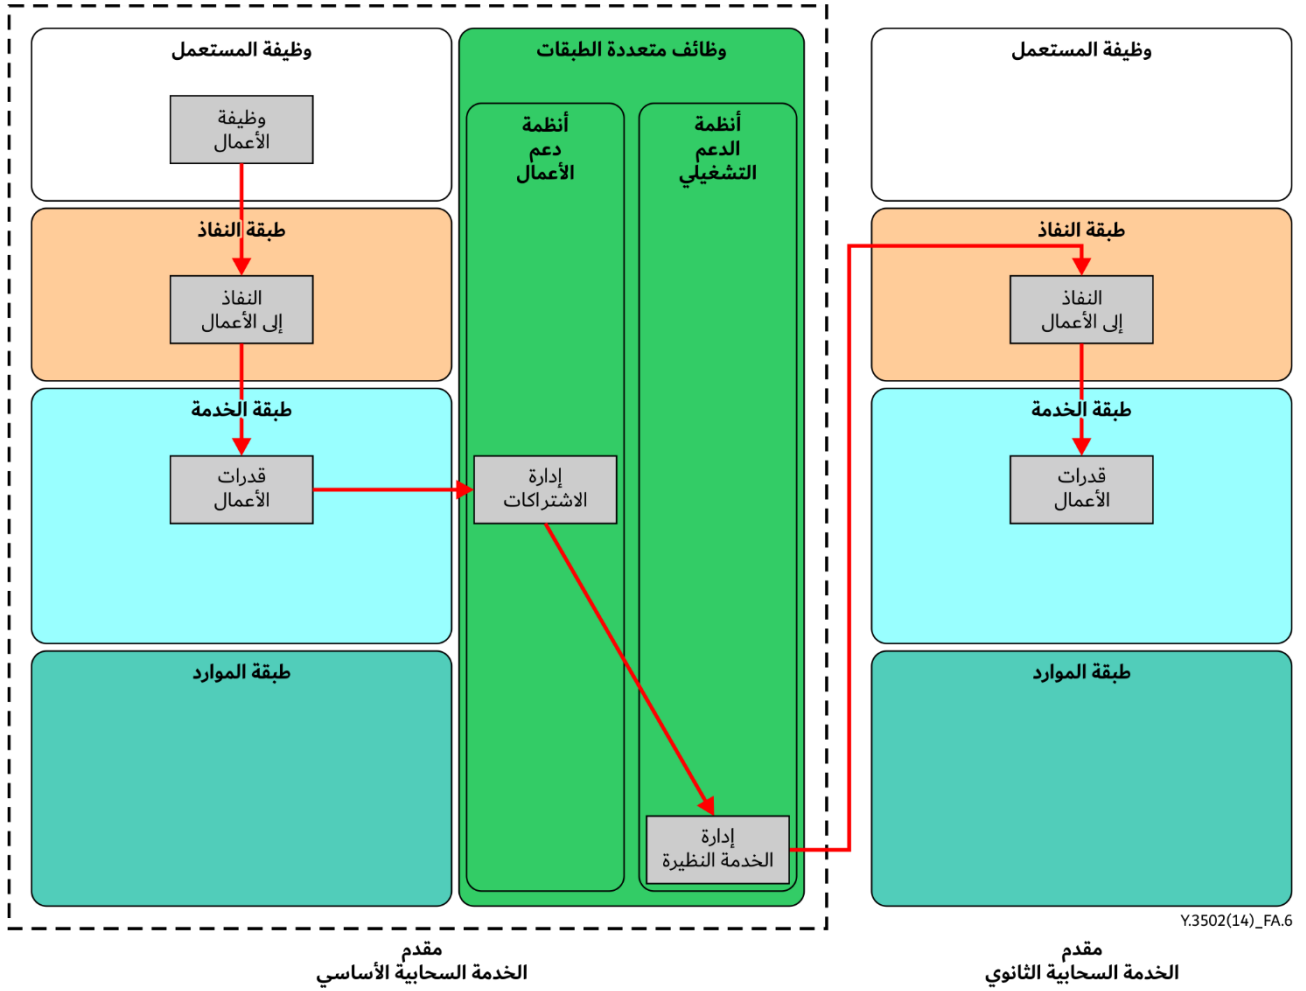 وظيفة المستعمل
وظيفة
الأعمال
طبقة النفاذ
النفاذ
إلى الأعمال
طبقة الخدمة
قدرات
الأعمال
طبقة الموارد
وظائف متعددة الطبقات
أنظمة
دعم
الأعمال
إدارة
الاشتراكات
أنظمة
الدعم
التشغيلي
إدارة
الخدمة النظيرة
مقدم
الخدمة السحابية الأساسي
وظيفة المستعمل
طبقة النفاذ
النفاذ
إلى الأعمال
طبقة الخدمة
قدرات
الأعمال
طبقة الموارد
Y.3502(14)_FA.6
مقدم
الخدمة السحابية الثانوي